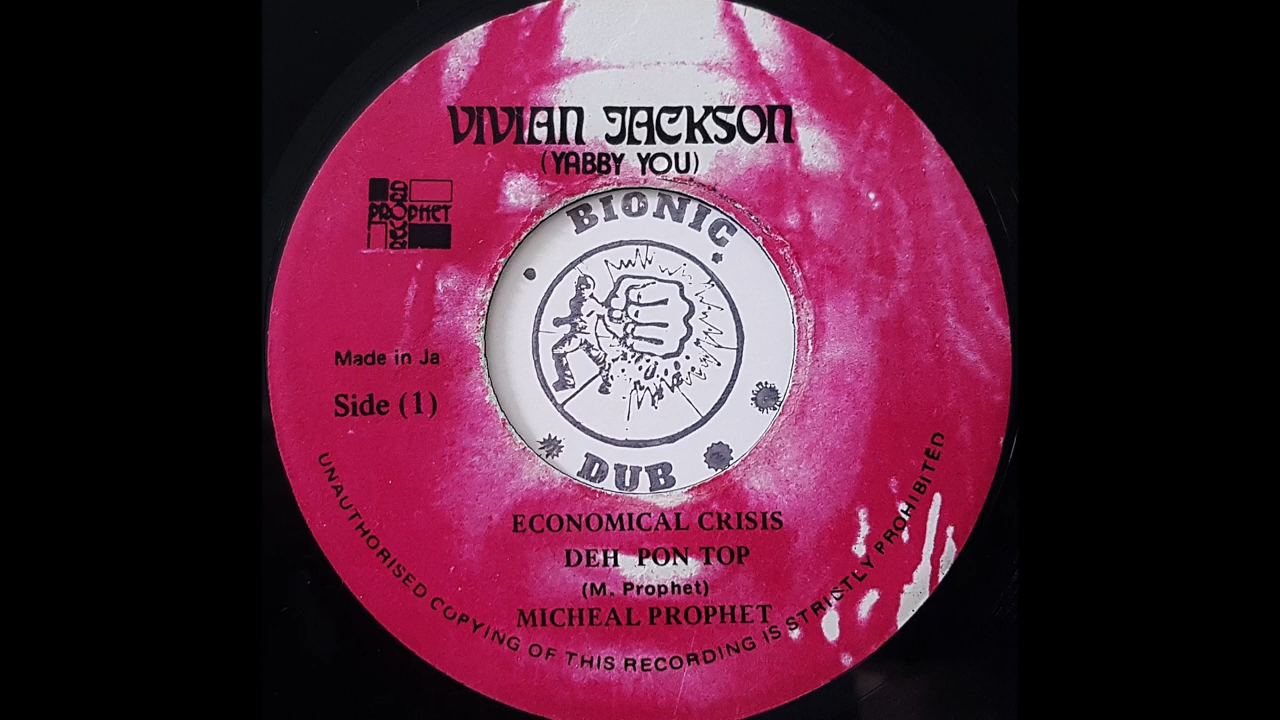 VIVIAN JACKSON
(YABBY YOU)
PROPHET
RECORD
BIONIC
DUB
Made in Ja
Side (1)
ECONOMICAL CRISIS
DEH PON TOP
(M. Prophet)
MICHEAL PROPHET
UNAUTHORISED COPYING OF THIS RECORDING IS STRICTLY PROHIBITED